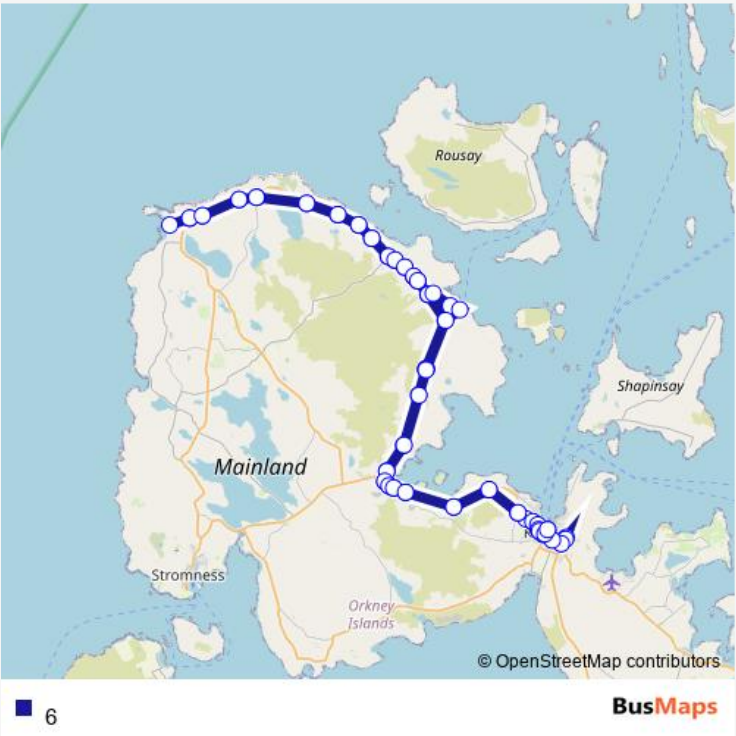 Rousay
Shapinsay
Mainland
Stromness
Orkney
Islands
© OpenStreetMap contributors
6
BusMaps